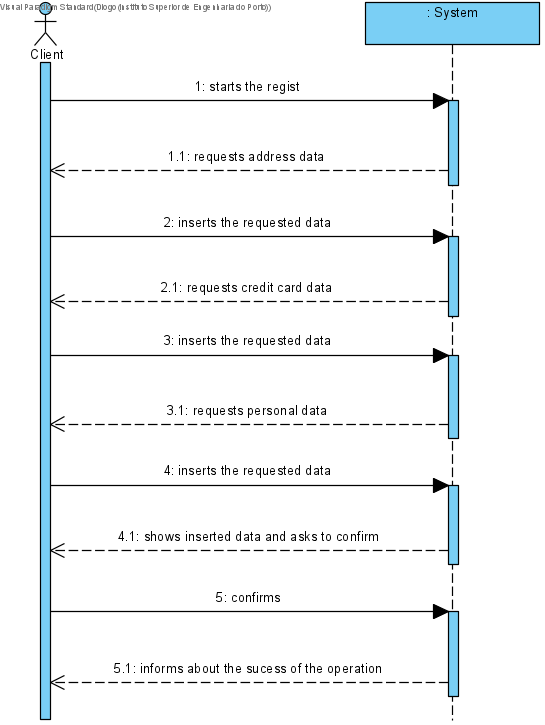 Visual Paradigm Standard(Diogo(Instituto Superior de Engenharia do Porto))
: System
Client
1: starts the regist
1.1: requests address data
2: inserts the requested data
2.1: requests credit card data
3: inserts the requested data
3.1: requests personal data
4: inserts the requested data
4.1: shows inserted data and asks to confirm
5: confirms
5.1: informs about the sucess of the operation